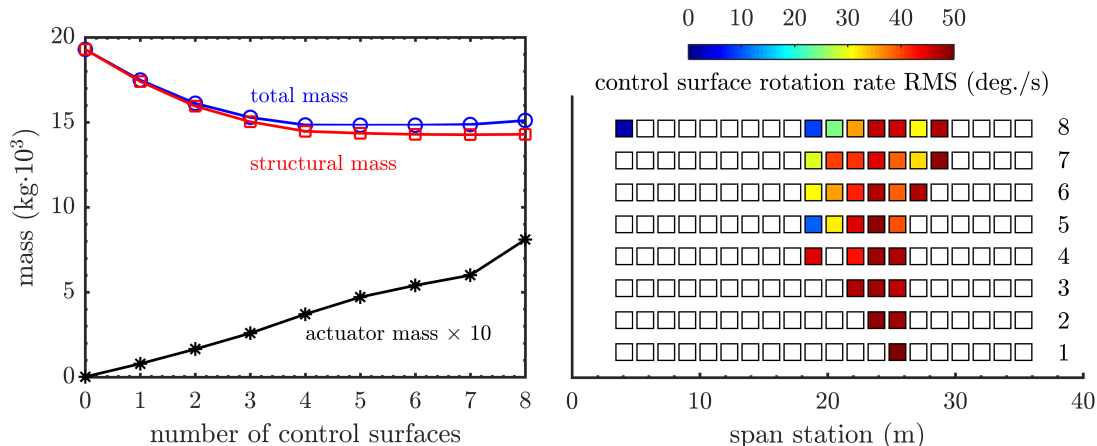 20
15
10
5
0
mass (kg·10³)
total mass
structural mass
actuator mass × 10
0 1 2 3 4 5 6 7 8
number of control surfaces
0 10 20 30 40 50
control surface rotation rate RMS (deg./s)
8
7
6
5
4
3
2
1
0 10 20 30 40
span station (m)